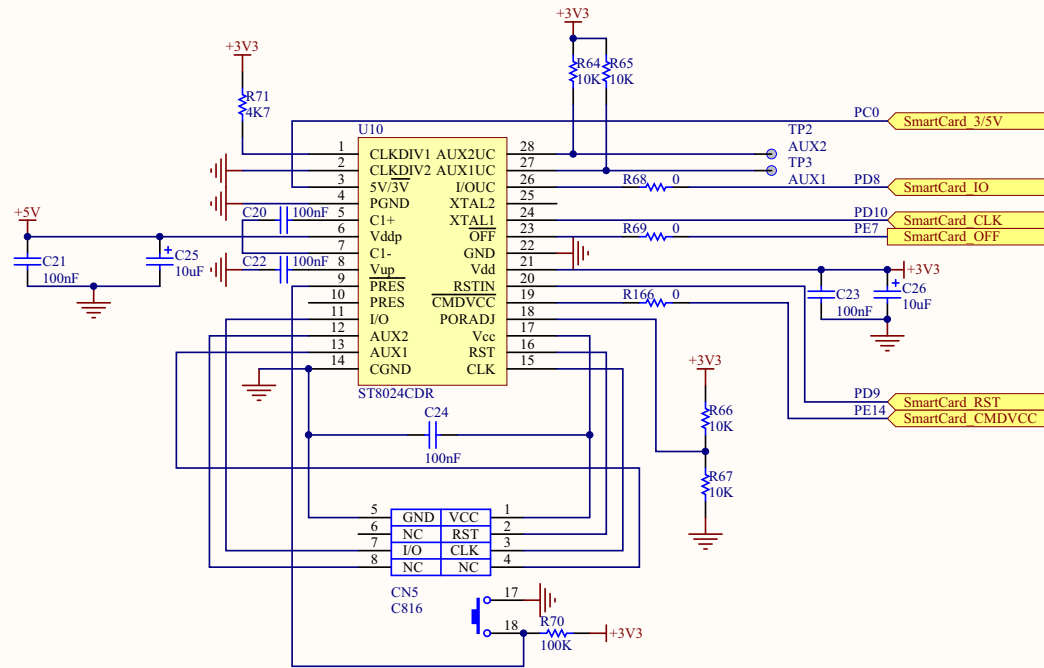 +3V3
+3V3
R64
10K
R65
10K
R71
4K7
PC0
SmartCard_3/5V
U10
TP2
AUX2
TP3
AUX1
1 CLKDIV1 AUX2UC 28
2 CLKDIV2 AUX1UC 27
3 5V/3V I/OUC 26
4 PGND XTAL2 25
5 C1+ XTAL1 24
6 Vddp OFF 23
7 C1- GND 22
8 Vup Vdd 21
9 PRES RSTIN 20
10 PRES CMDVCC 19
11 I/O PORADJ 18
12 AUX2 Vcc 17
13 AUX1 RST 16
14 CGND CLK 15
ST8024CDR
R68 0
PD8
SmartCard_IO
PD10
SmartCard_CLK
R69 0
PE7
SmartCard_OFF
+5V
C20 100nF
C21
100nF
C25
+
10uF
C22 100nF
+3V3
R166 0
C23
100nF
C26
+
10uF
+3V3
PD9
SmartCard_RST
PE14
SmartCard_CMDVCC
R66
10K
R67
10K
C24
100nF
5 GND VCC 1
6 NC RST 2
7 I/O CLK 3
8 NC NC 4
CN5
C816
17
18
R70
100K
+3V3